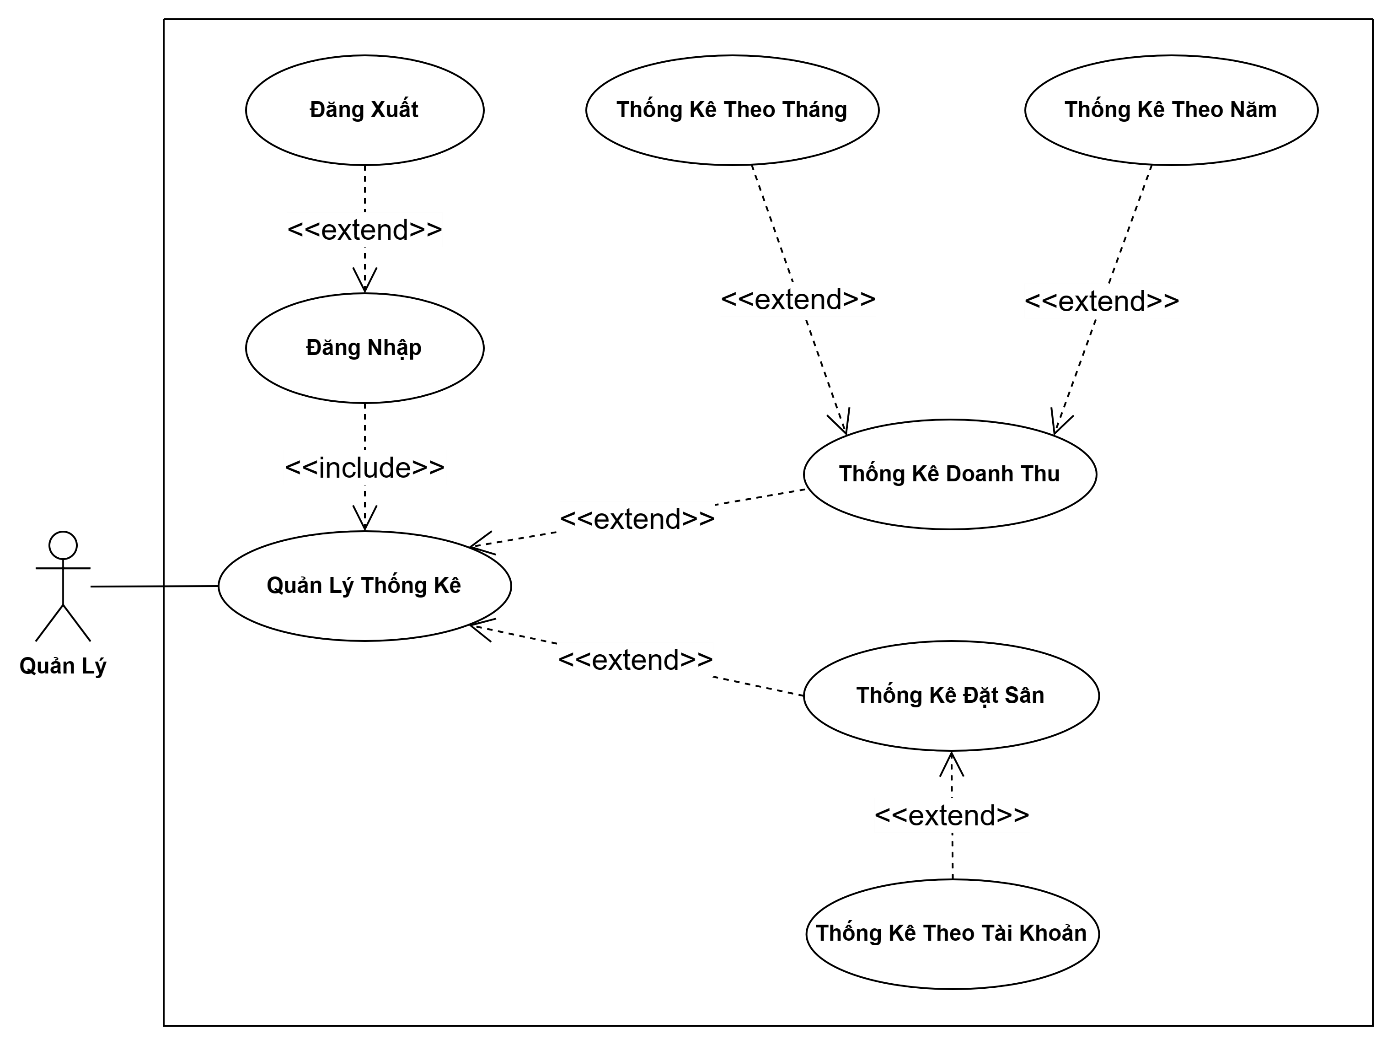 Đăng Xuất
Thống Kê Theo Tháng
Thống Kê Theo Năm
<<extend>>
<<extend>>
<<extend>>
Đăng Nhập
<<include>>
Thống Kê Doanh Thu
<<extend>>
Quản Lý Thống Kê
Quản Lý
<<extend>>
Thống Kê Đặt Sân
<<extend>>
Thống Kê Theo Tài Khoản